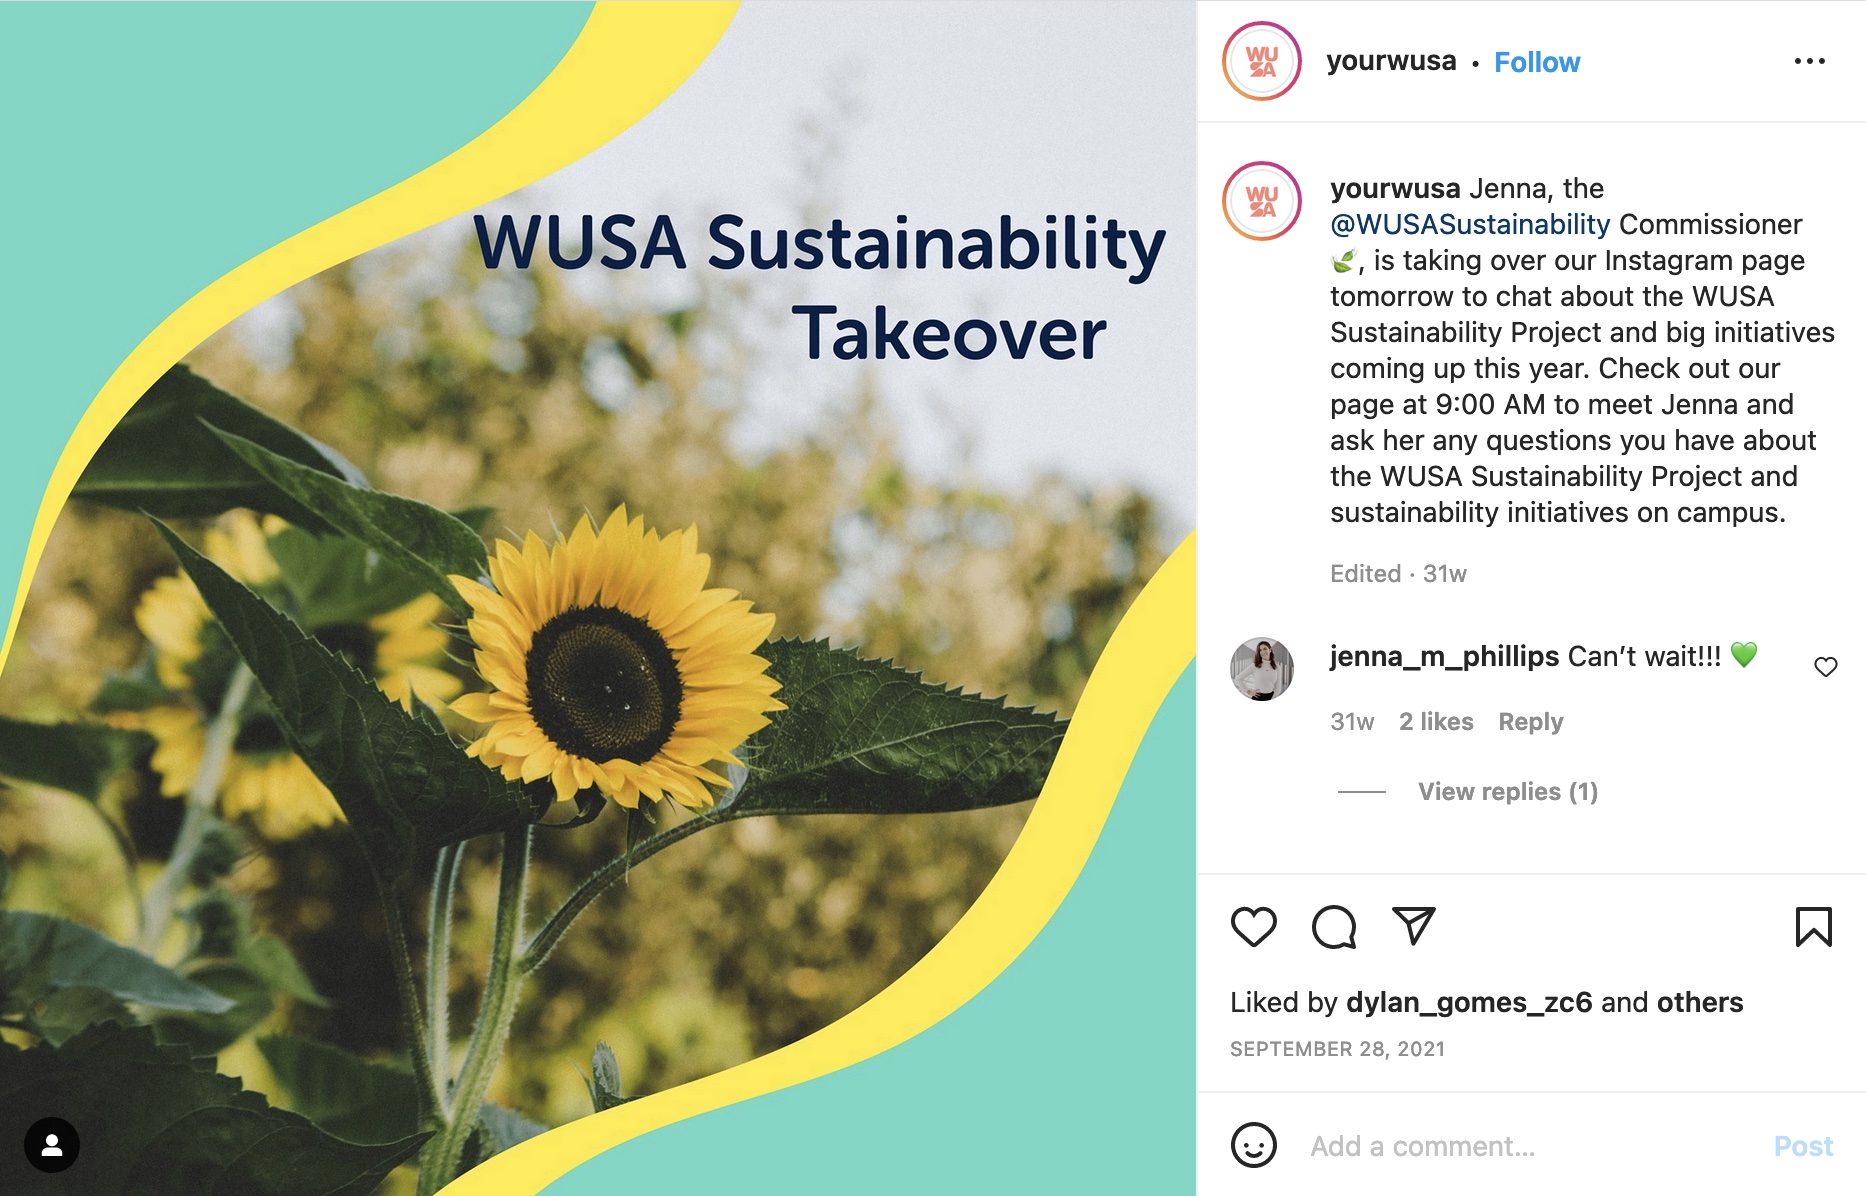 WUSA Sustainability
Takeover
WU
SA
yourwusa • Follow
WU
SA
yourwusa Jenna, the
@WUSASustainability Commissioner
🍃, is taking over our Instagram page
tomorrow to chat about the WUSA
Sustainability Project and big initiatives
coming up this year. Check out our
page at 9:00 AM to meet Jenna and
ask her any questions you have about
the WUSA Sustainability Project and
sustainability initiatives on campus.
Edited · 31w
jenna_m_phillips Can't wait!!! 💚
31w 2 likes Reply
View replies (1)
Liked by dylan_gomes_zc6 and others
SEPTEMBER 28, 2021
Add a comment... Post